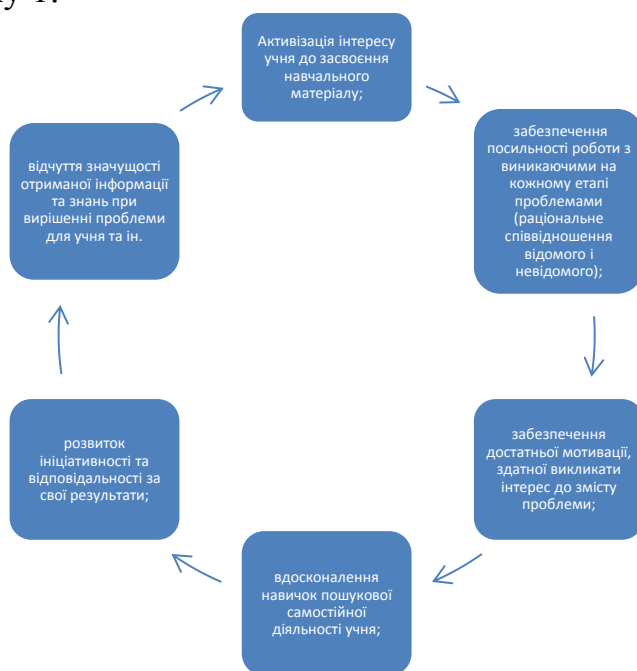 Активізація інтересу
учня до засвоєння
навчального
матеріалу;
забезпечення
посильності роботи з
виникаючими на
кожному етапі
проблемами
(раціональне
співвідношення
відомого і
невідомого);
забезпечення
достатньої мотивації,
здатної викликати
інтерес до змісту
проблеми;
вдосконалення
навичок пошукової
самостійної
діяльності учня;
розвиток
ініціативності та
відповідальності за
свої результати;
відчуття значущості
отриманої інформації
та знань при
вирішенні проблеми
для учня та ін.